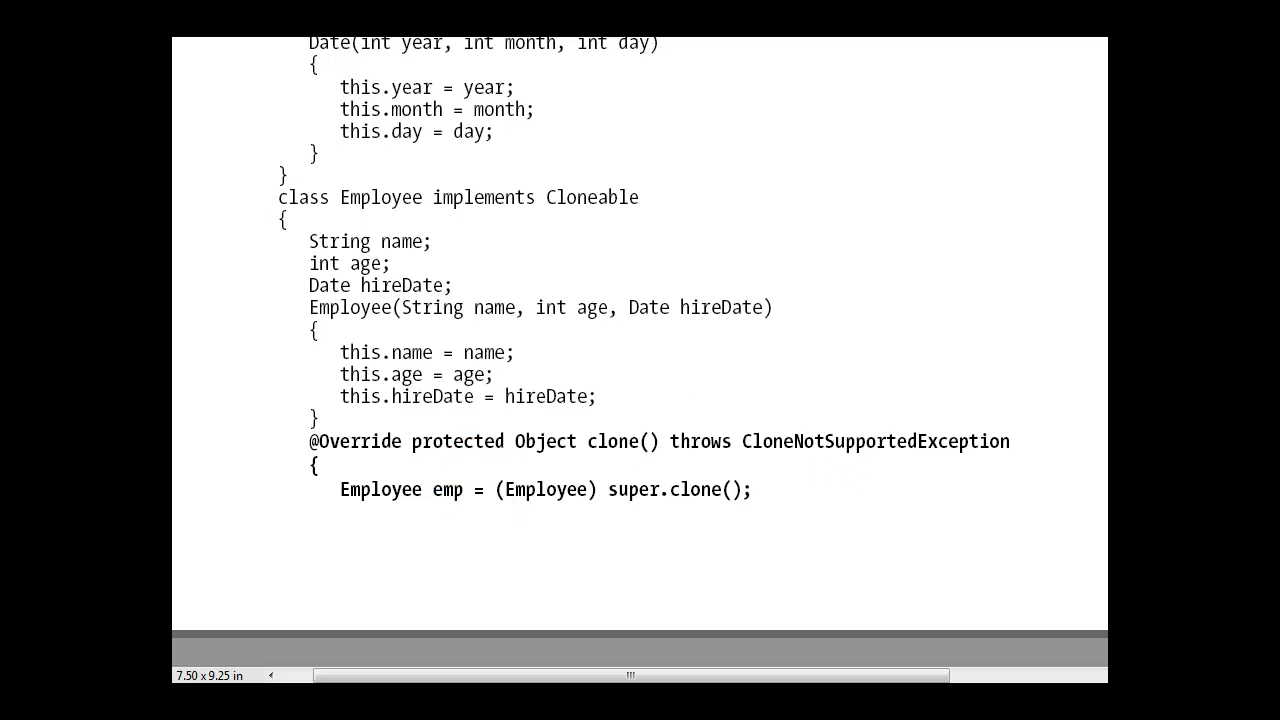 Date(int year, int month, int day)
{
this.year = year;
this.month = month;
this.day = day;
}
}
class Employee implements Cloneable
{
String name;
int age;
Date hireDate;
Employee(String name, int age, Date hireDate)
{
this.name = name;
this.age = age;
this.hireDate = hireDate;
}
@Override protected Object clone() throws CloneNotSupportedException
{
Employee emp = (Employee) super.clone();
7.50 x 9.25 in